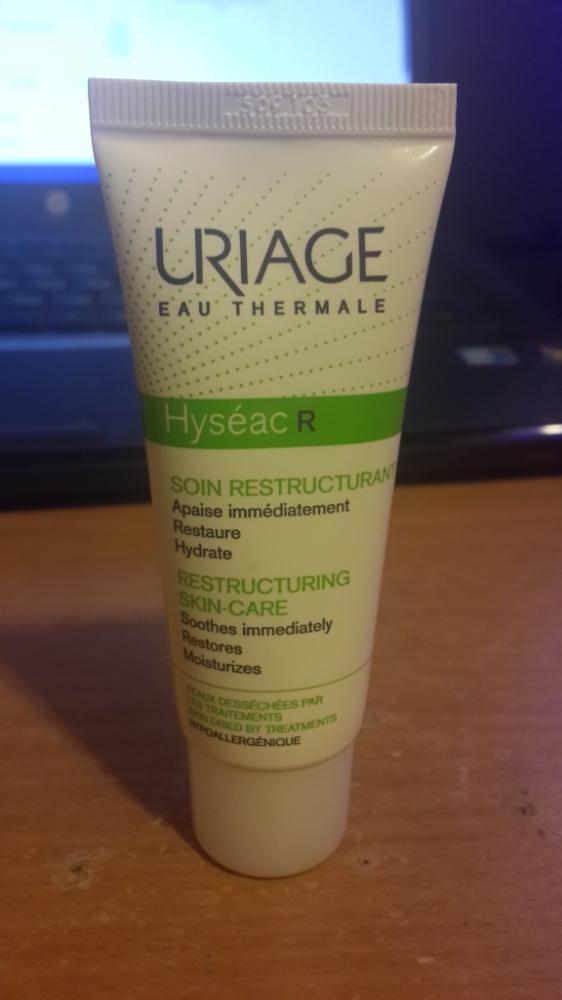 509103
URIAGE
EAU THERMALE
Hyséac R
SOIN RESTRUCTURANT
Apaise immédiatement
Restaure
Hydrate
RESTRUCTURING
SKIN-CARE
Soothes immediately
Restores
Moisturizes
PEAUX DESSÉCHÉES PAR
LES TRAITEMENTS
SKIN DRIED BY TREATMENTS
HYPOALLERGÉNIQUE